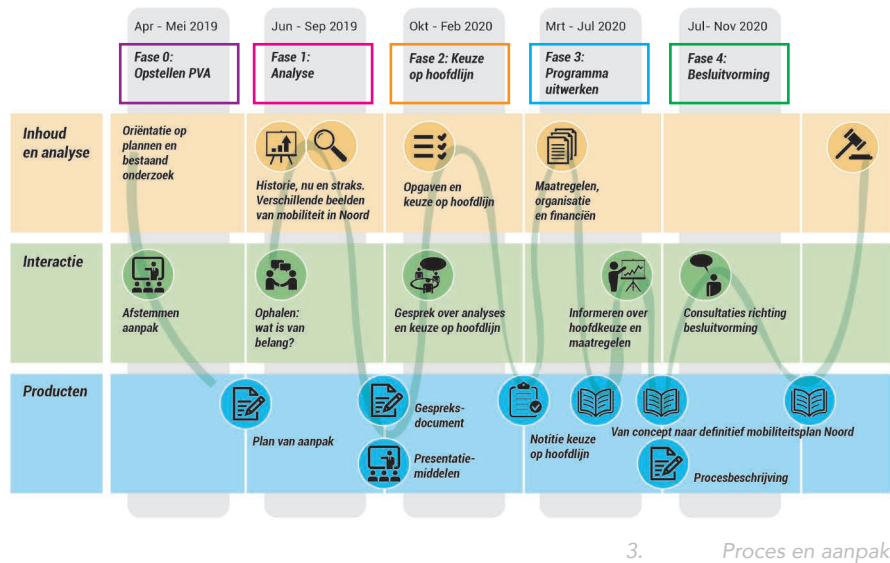 Apr - Mei 2019
Jun - Sep 2019
Okt - Feb 2020
Mrt - Jul 2020
Jul- Nov 2020
Fase 0:
Opstellen PVA
Fase 1:
Analyse
Fase 2: Keuze
op hoofdlijn
Fase 3:
Programma
uitwerken
Fase 4:
Besluitvorming
Inhoud
en analyse
Oriëntatie op
plannen en
bestaand
onderzoek
Historie, nu en straks.
Verschillende beelden
van mobiliteit in Noord
Opgaven en
keuze op hoofdlijn
Maatregelen,
organisatie
en financiën
Interactie
Afstemmen
aanpak
Ophalen:
wat is van
belang?
Gesprek over analyses
en keuze op hoofdlijn
Informeren over
hoofdkeuze en
maatregelen
Consultaties richting
besluitvorming
Producten
Plan van aanpak
Gespreks-
document
Presentatie-
middelen
Notitie keuze
op hoofdlijn
Van concept naar definitief mobiliteitsplan Noord
Procesbeschrijving
3. Proces en aanpak